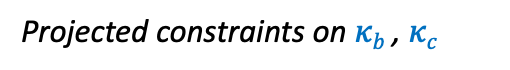 Projected constraints on κ_b , κ_c